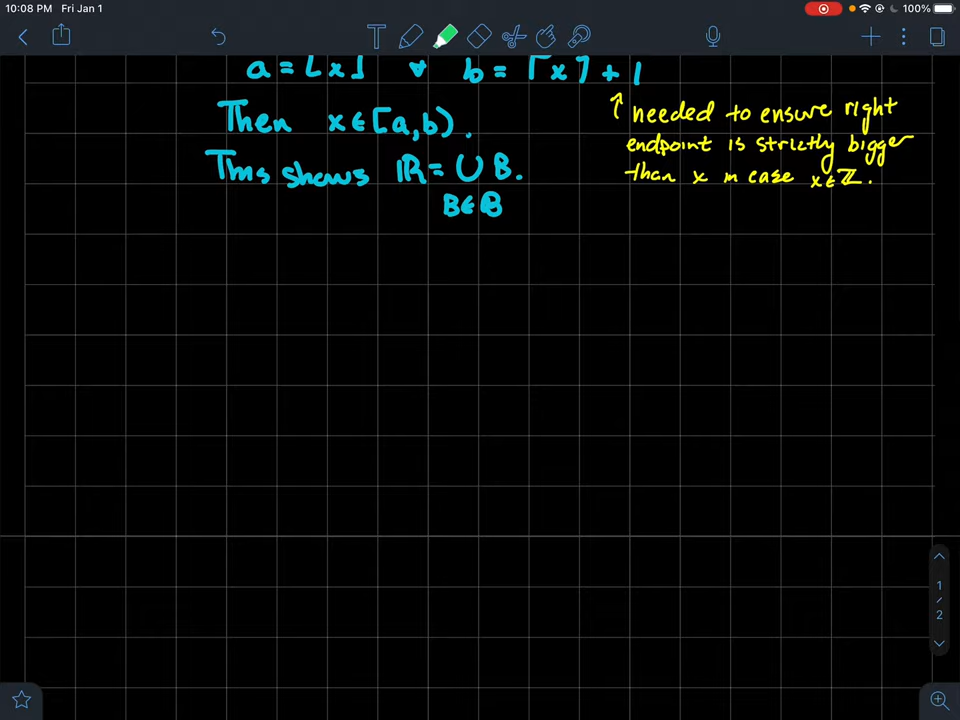 10:08 PM Fri Jan 1
100%
T
a = ⌊x⌋ & b = ⌈x⌉ + 1
Then x ∈ [a,b).
This shows ℝ = ∪ B.
B ∈ 𝔹
↑ needed to ensure right
endpoint is strictly bigger
than x in case x ∈ ℤ.
1
/
2